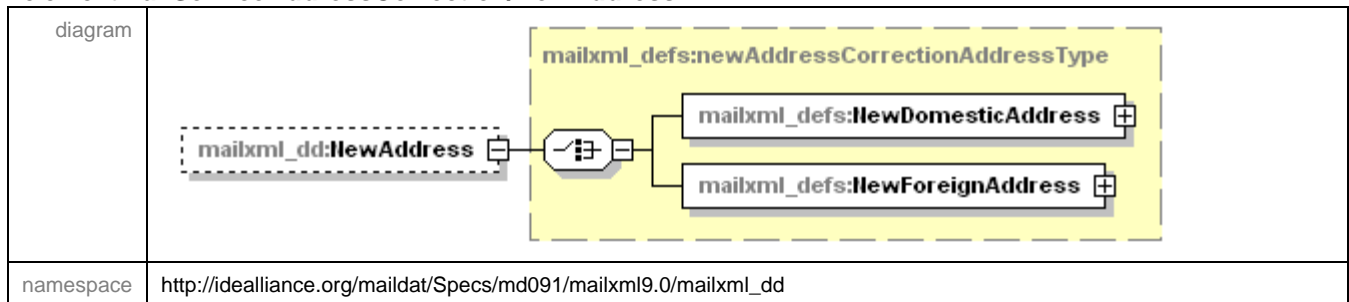 diagram
mailxml_defs:newAddressCorrectionAddressType
mailxml_defs:NewDomesticAddress
mailxml_dd:NewAddress
mailxml_defs:NewForeignAddress
namespace http://idealliance.org/maildat/Specs/md091/mailxml9.0/mailxml_dd